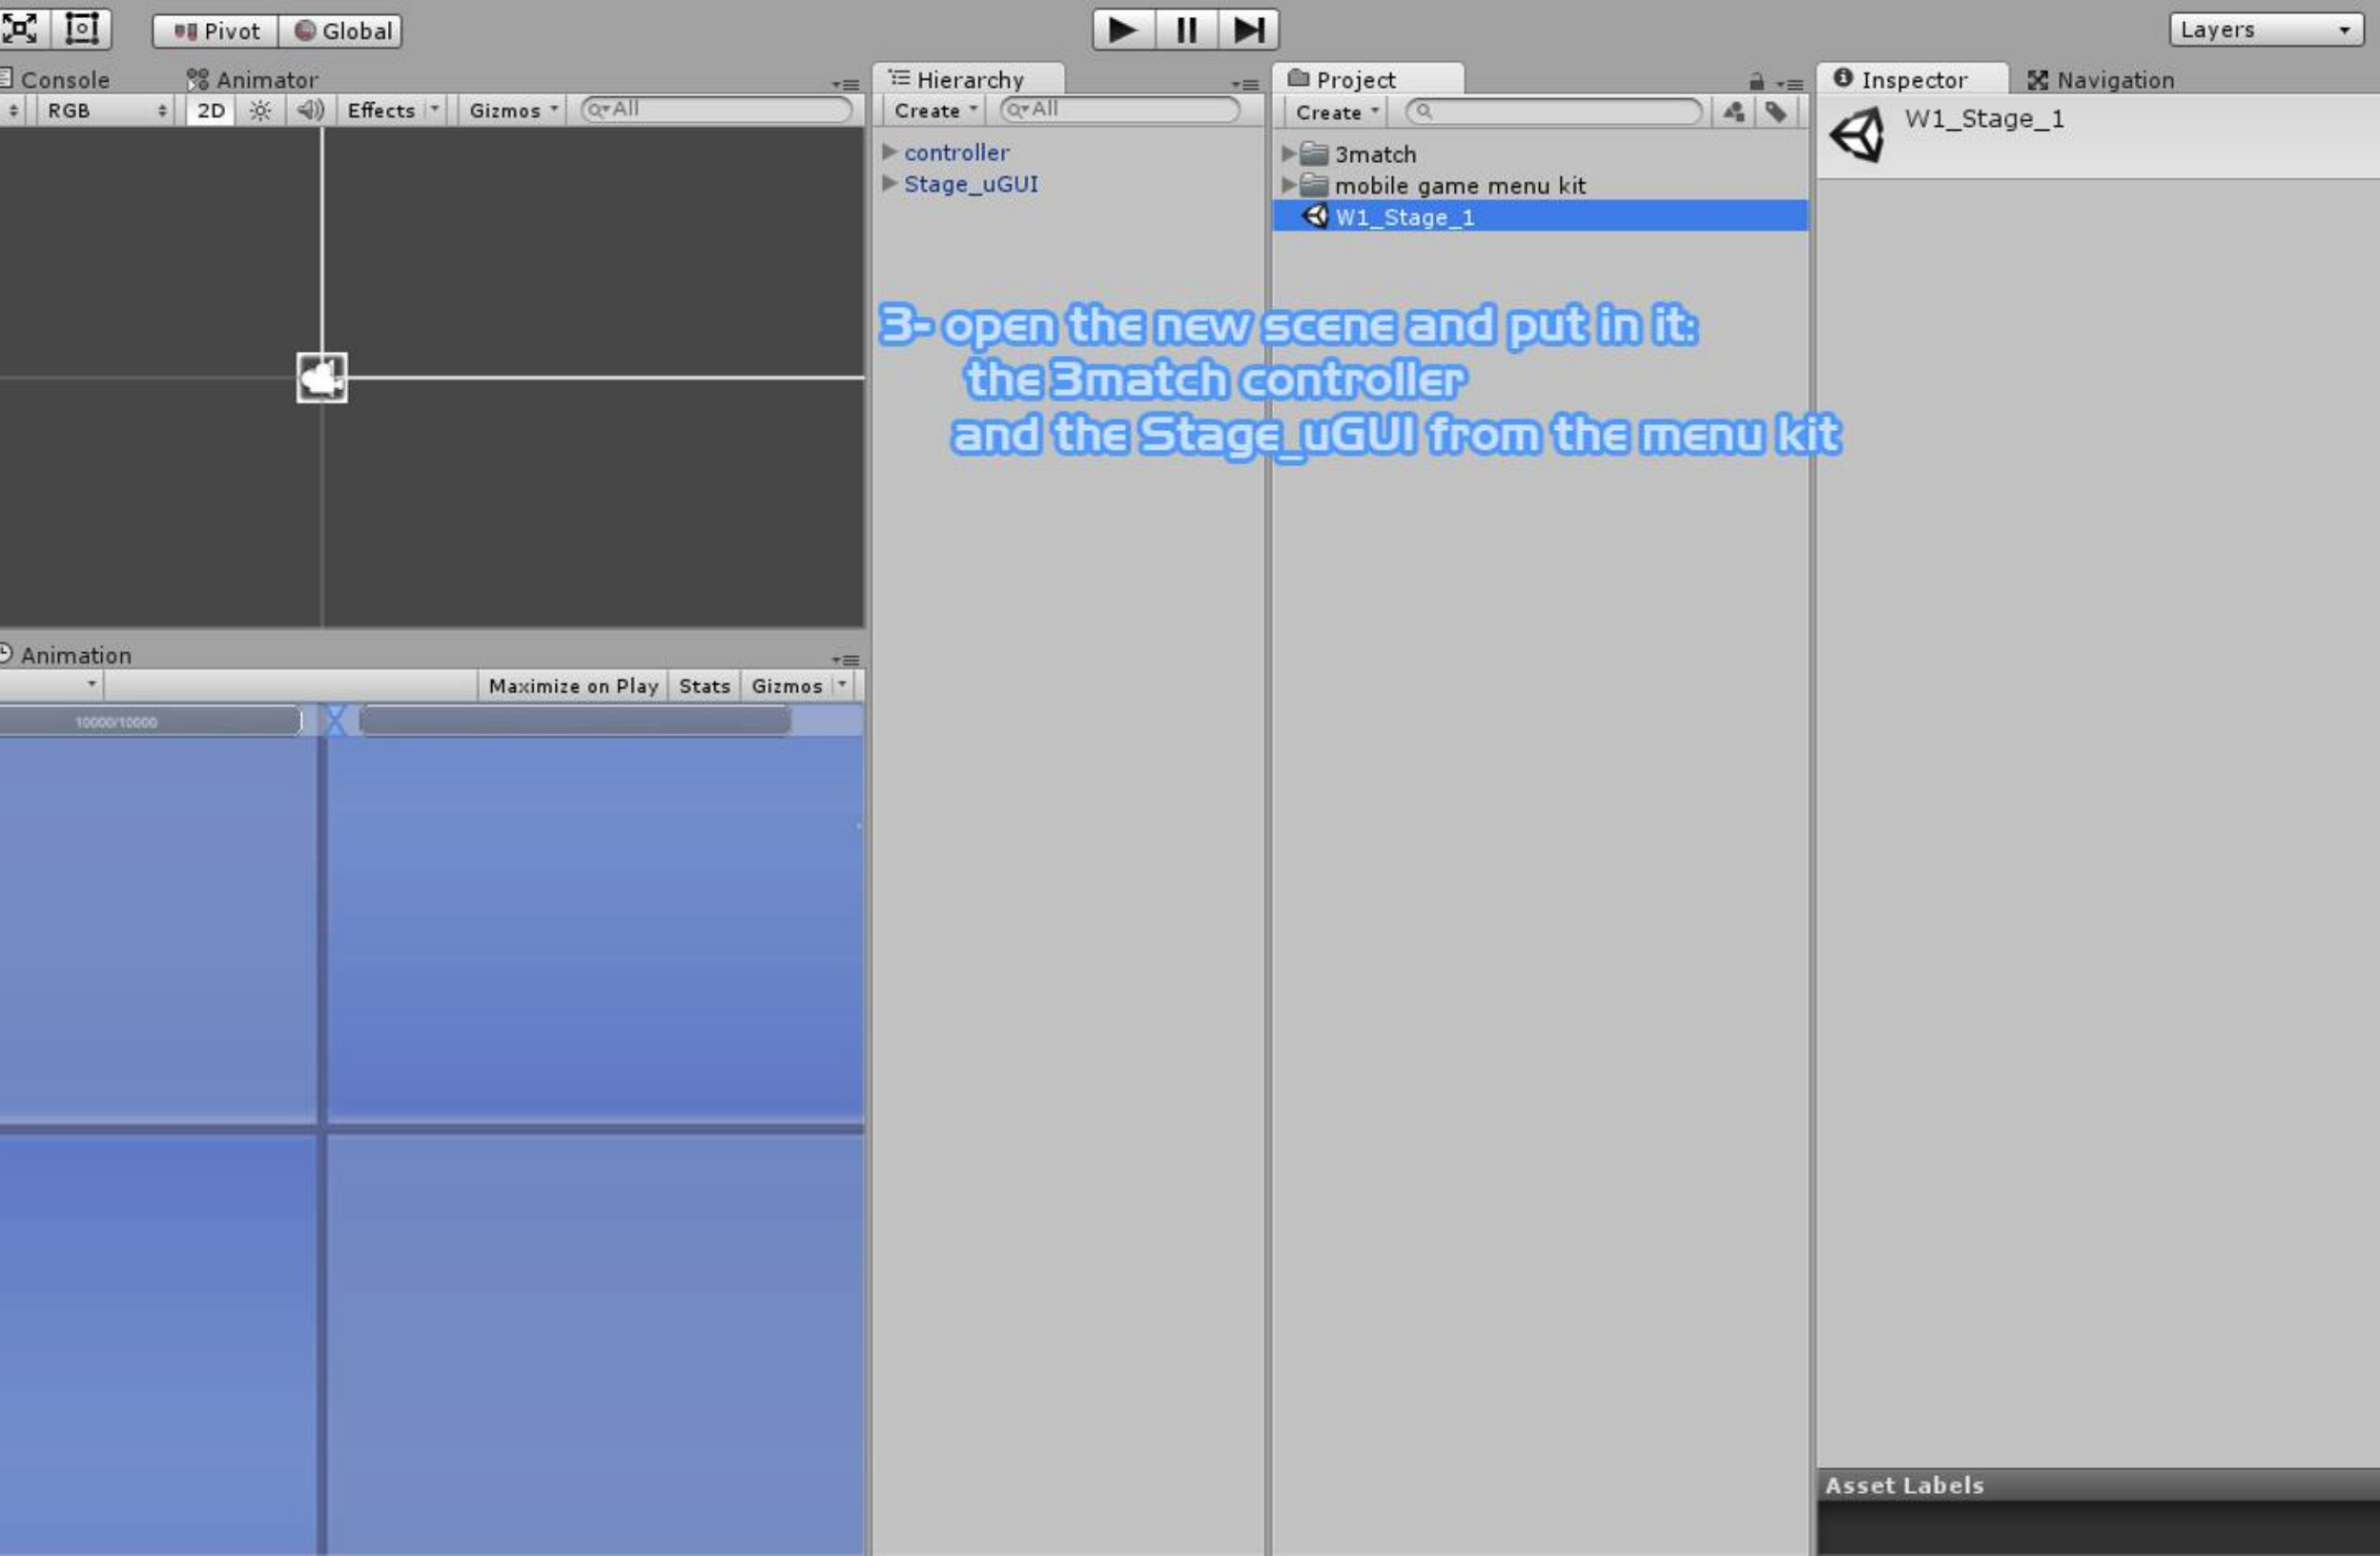 Pivot Global Layers
Console Animator Hierarchy Project Inspector Navigation
RGB 2D Effects Gizmos All Create All Create
W1_Stage_1
controller
Stage_uGUI
3match
mobile game menu kit
W1_Stage_1
3- open the new scene and put in it:
the 3match controller
and the Stage_uGUI from the menu kit
Animation
Maximize on Play Stats Gizmos
10000/10000
Asset Labels